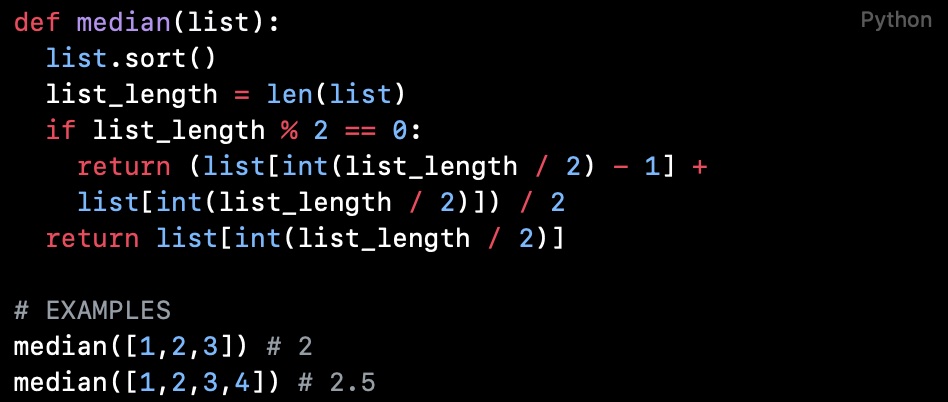 def median(list):
Python
  list.sort()
  list_length = len(list)
  if list_length % 2 == 0:
    return (list[int(list_length / 2) - 1] +
    list[int(list_length / 2)]) / 2
  return list[int(list_length / 2)]

# EXAMPLES
median([1,2,3]) # 2
median([1,2,3,4]) # 2.5